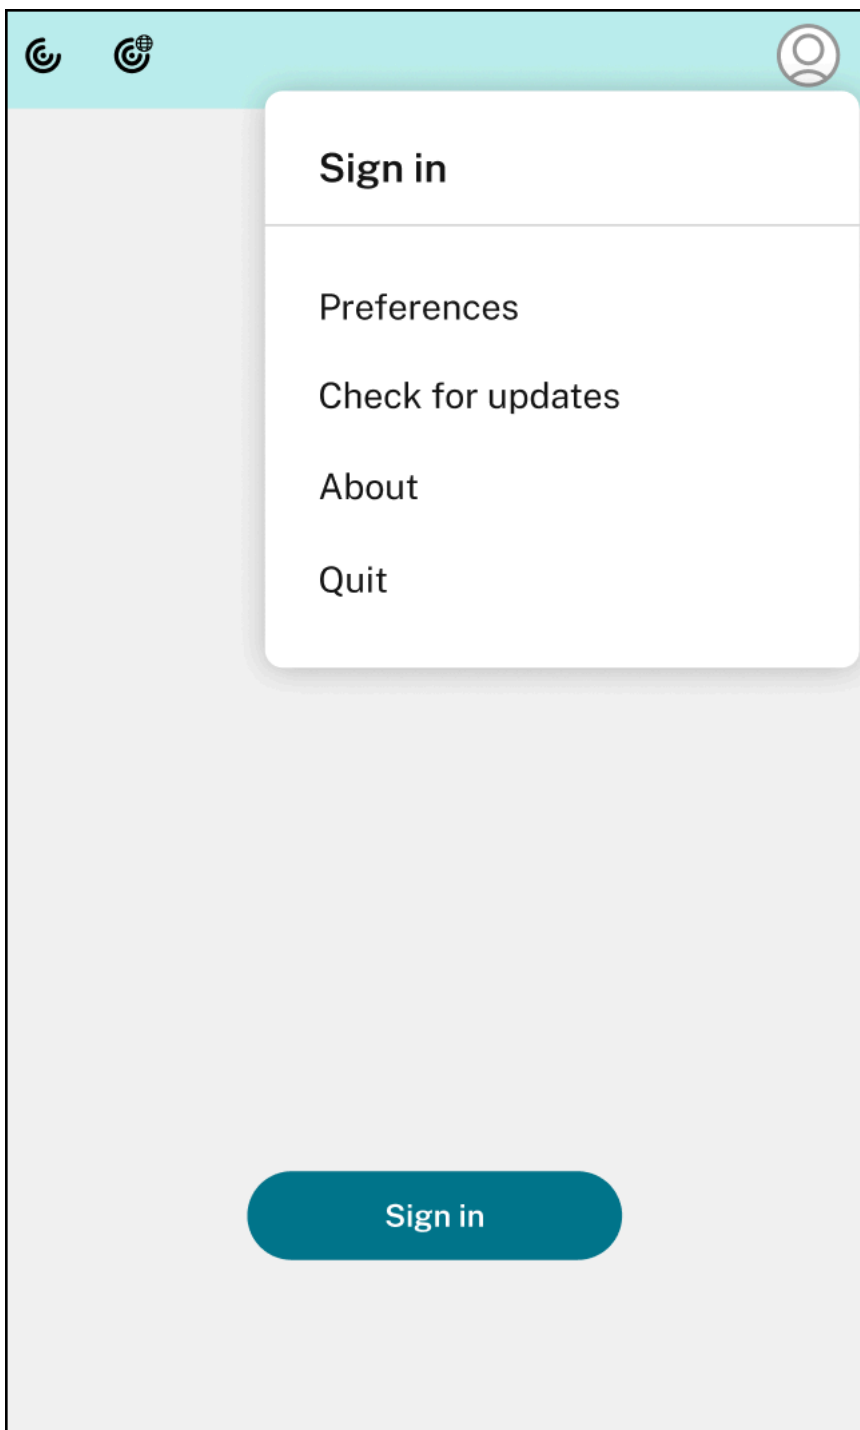 Sign in
Preferences
Check for updates
About
Quit
Sign in